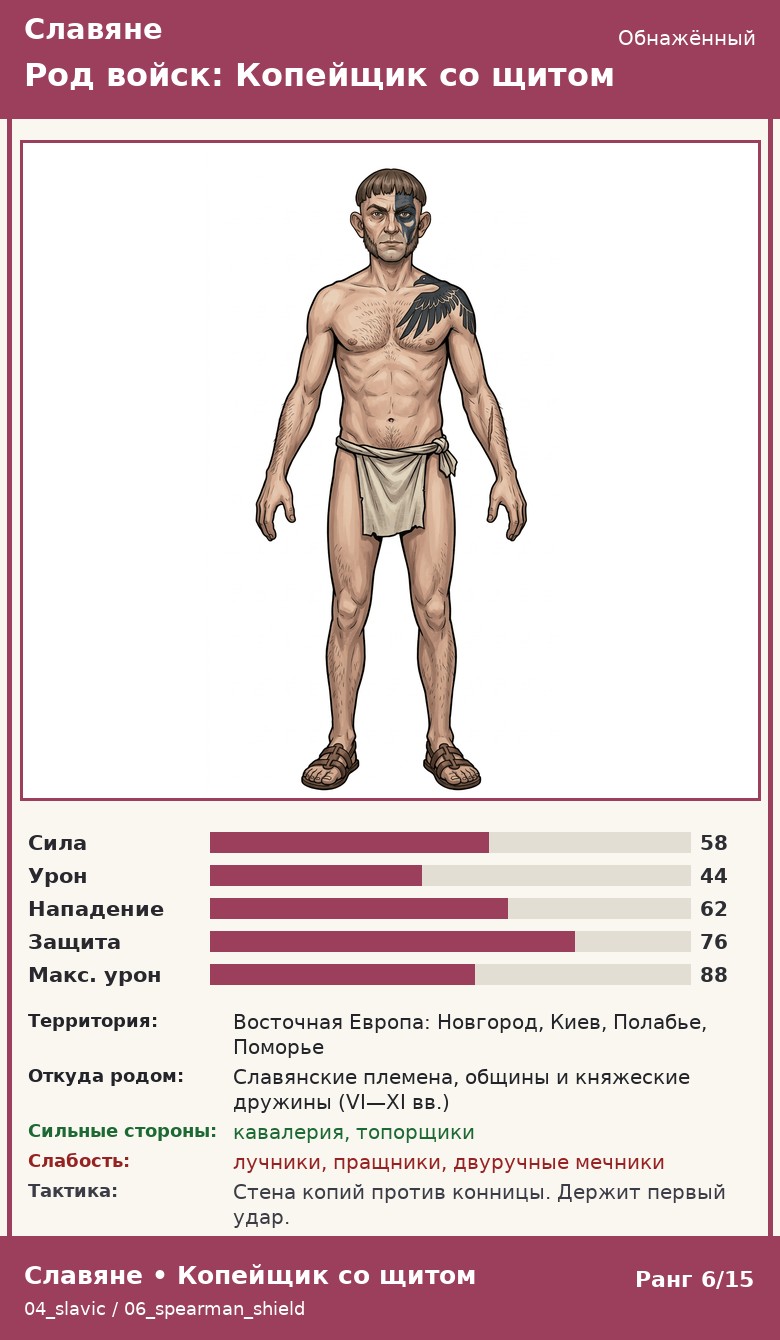 Славяне
Обнажённый
Род войск: Копейщик со щитом
Сила 58
Урон 44
Нападение 62
Защита 76
Макс. урон 88
Территория: Восточная Европа: Новгород, Киев, Полабье,
Поморье
Откуда родом: Славянские племена, общины и княжеские
дружины (VI—XI вв.)
Сильные стороны: кавалерия, топорщики
Слабость: лучники, пращники, двуручные мечники
Тактика: Стена копий против конницы. Держит первый
удар.
Славяне • Копейщик со щитом
Ранг 6/15
04_slavic / 06_spearman_shield